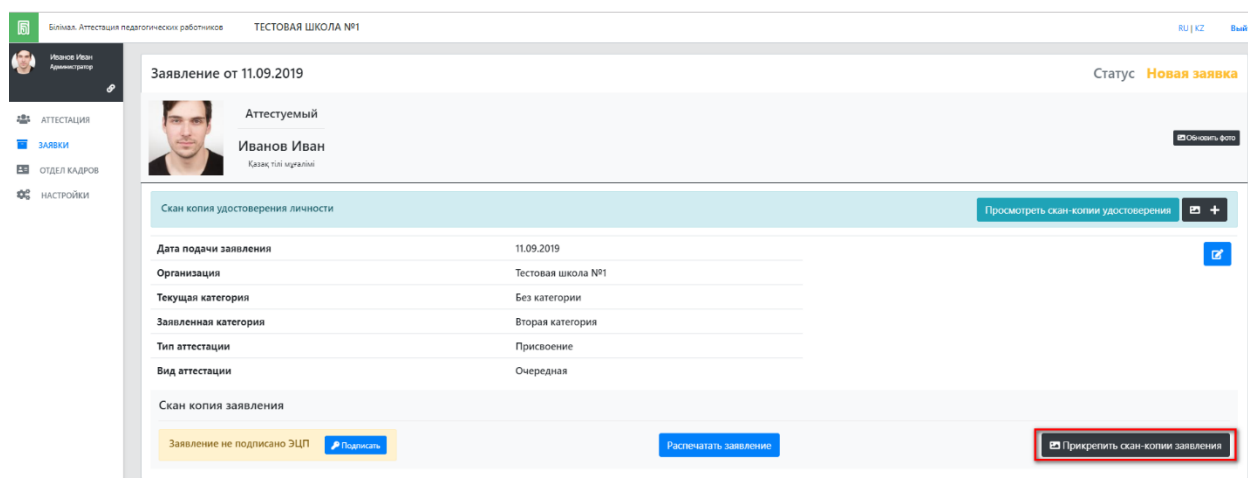 Білімал. Аттестация педагогических работников ТЕСТОВАЯ ШКОЛА №1 RU | KZ Вый
Иванов Иван
Администратор
Заявление от 11.09.2019 Статус Новая заявка
Аттестуемый
Иванов Иван
Қазақ тілі мұғалімі
Обновить фото
АТТЕСТАЦИЯ
ЗАЯВКИ
ОТДЕЛ КАДРОВ
НАСТРОЙКИ
Скан копия удостоверения личности Просмотреть скан-копии удостоверения
Дата подачи заявления 11.09.2019
Организация Тестовая школа №1
Текущая категория Без категории
Заявленная категория Вторая категория
Тип аттестации Присвоение
Вид аттестации Очередная
Скан копия заявления
Заявление не подписано ЭЦП Подписать Распечатать заявление Прикрепить скан-копии заявления